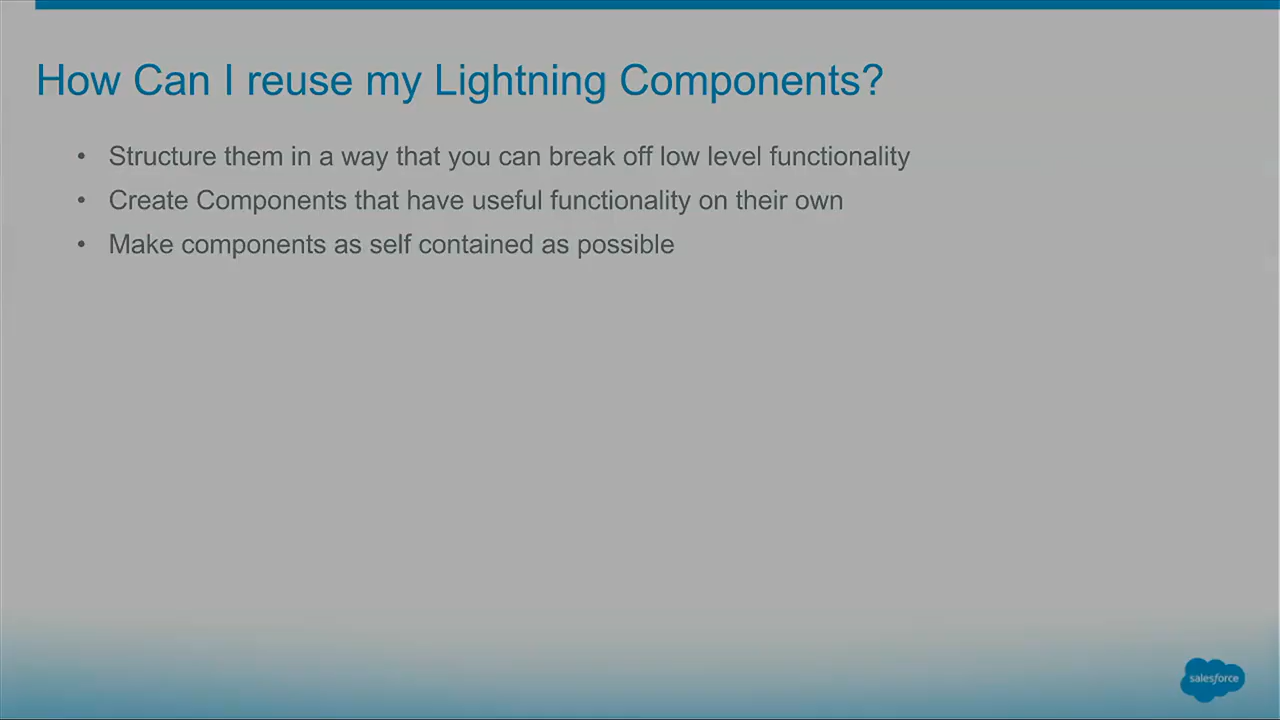 How Can I reuse my Lightning Components?
• Structure them in a way that you can break off low level functionality
• Create Components that have useful functionality on their own
• Make components as self contained as possible
salesforce